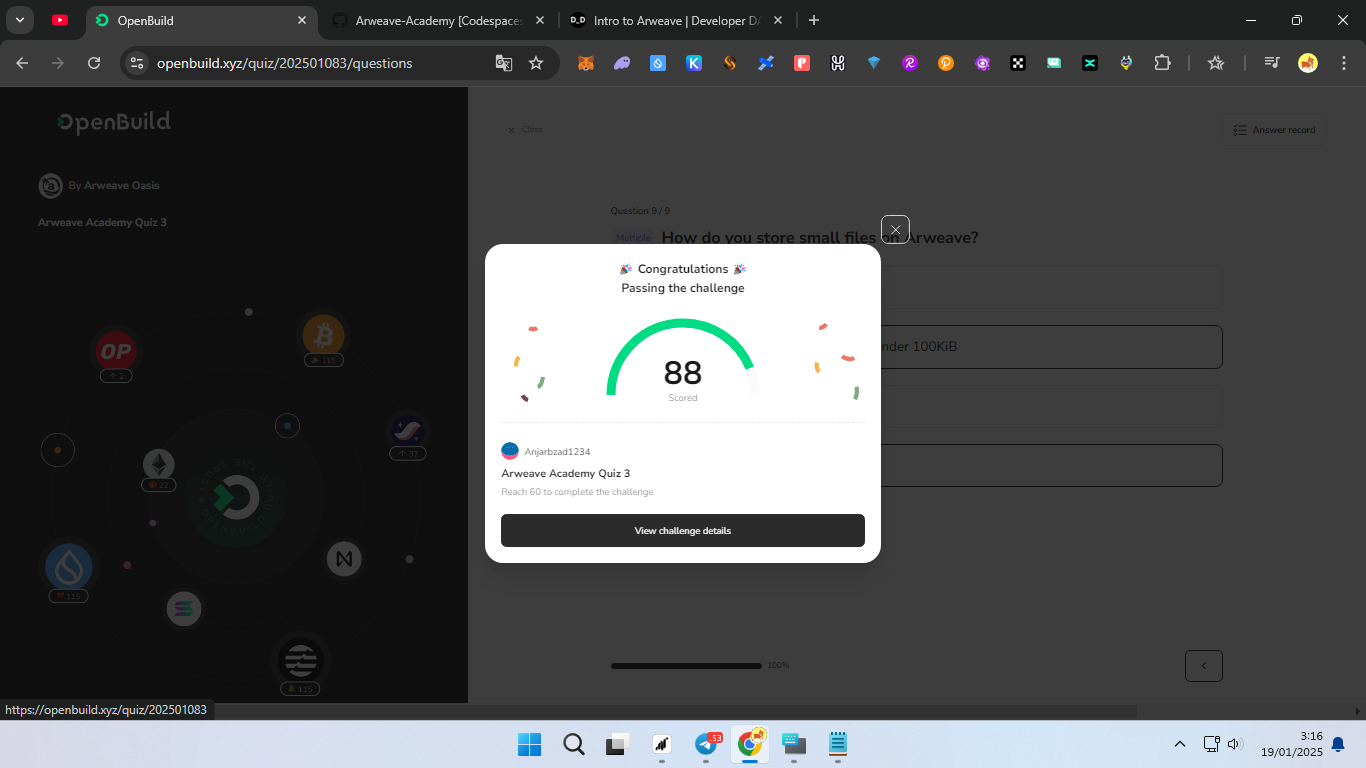 OpenBuild
Arweave-Academy [Codespaces
D_D
Intro to Arweave | Developer DA
openbuild.xyz/quiz/202501083/questions
OpenBuild
By Arweave Oasis
Arweave Academy Quiz 3
OP
2
115
32
22
115
115
Class
Answer record
Question 9 / 9
Multiple
How do you store small files on Arweave?
nder 100KiB
🎉 Congratulations 🎉
Passing the challenge
88
Scored
Anjarbzad1234
Arweave Academy Quiz 3
Reach 60 to complete the challenge
View challenge details
100%
https://openbuild.xyz/quiz/202501083
53
3:16
19/01/2025